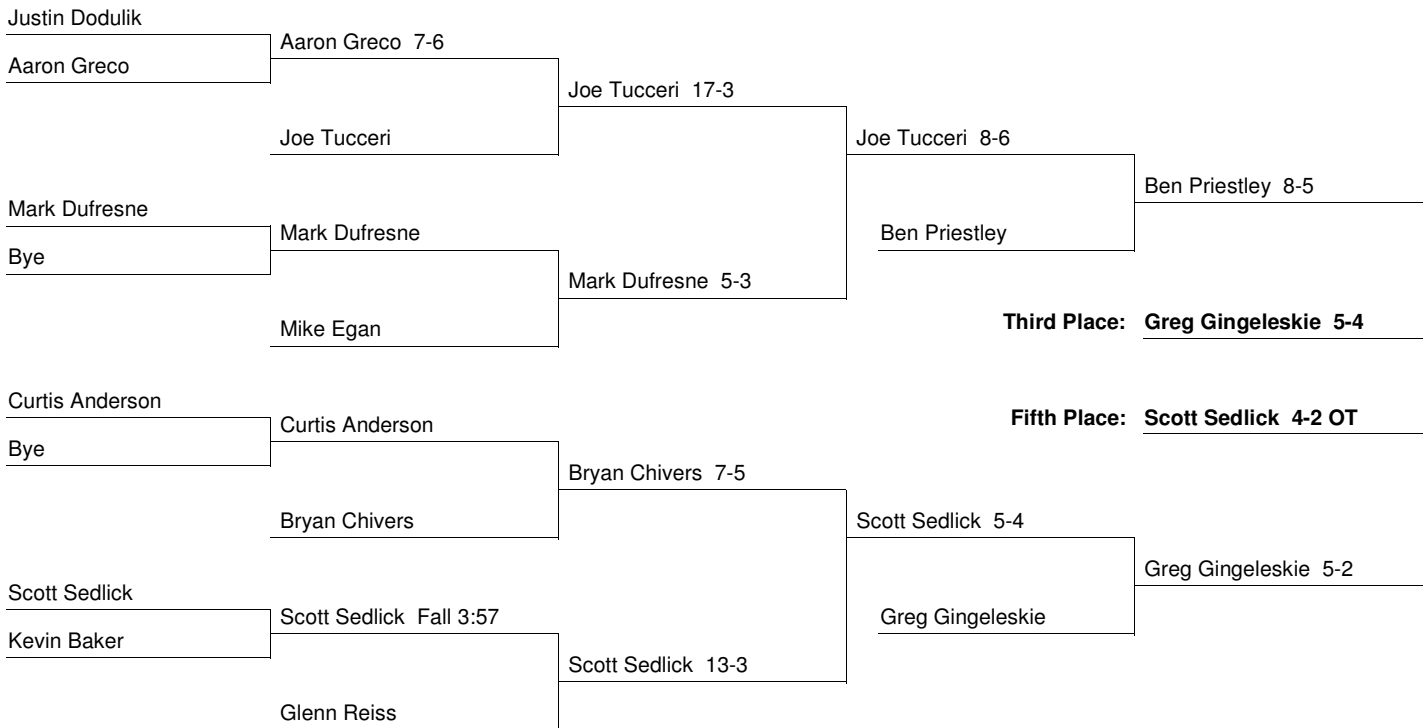 Justin Dodulik
Aaron Greco 7-6
Aaron Greco
Joe Tucceri 17-3
Joe Tucceri
Joe Tucceri 8-6
Ben Priestley 8-5
Mark Dufresne
Mark Dufresne
Ben Priestley
Bye
Mark Dufresne 5-3
Mike Egan
Third Place: Greg Gingeleskie 5-4
Curtis Anderson
Curtis Anderson
Fifth Place: Scott Sedlick 4-2 OT
Bye
Bryan Chivers 7-5
Bryan Chivers
Scott Sedlick 5-4
Greg Gingeleskie 5-2
Scott Sedlick
Scott Sedlick Fall 3:57
Greg Gingeleskie
Kevin Baker
Scott Sedlick 13-3
Glenn Reiss